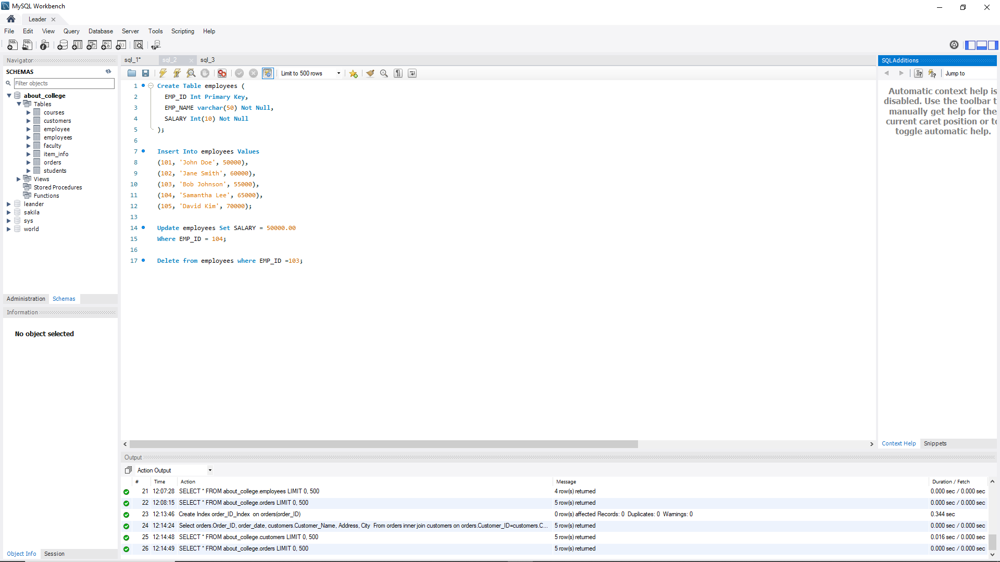 MySQL Workbench
Leader
File Edit View Query Database Server Tools Scripting Help
Navigator
SCHEMAS
Filter objects
about_college
Tables
courses
customers
employee
employees
faculty
item_info
orders
students
Views
Stored Procedures
Functions
leander
sakila
sys
world
Administration Schemas
Information
No object selected
Object Info Session
sql_1* sql_2 sql_3
Limit to 500 rows
1 Create Table employees (
2 EMP_ID Int Primary Key,
3 EMP_NAME varchar(50) Not Null,
4 SALARY Int(10) Not Null
5 );
6
7 Insert Into employees Values
8 (101, 'John Doe', 50000),
9 (102, 'Jane Smith', 60000),
10 (103, 'Bob Johnson', 55000),
11 (104, 'Samantha Lee', 65000),
12 (105, 'David Kim', 70000);
13
14 Update employees Set SALARY = 50000.00
15 Where EMP_ID = 104;
16
17 Delete from employees where EMP_ID =103;
SQLAdditions
Jump to
Automatic context help is
disabled. Use the toolbar t
manually get help for the
current caret position or to
toggle automatic help.
Context Help Snippets
Output
Action Output
# Time Action Message Duration / Fetch
21 12:07:28 SELECT * FROM about_college.employees LIMIT 0, 500 4 row(s) returned 0.000 sec / 0.000 sec
22 12:08:15 SELECT * FROM about_college.orders LIMIT 0, 500 5 row(s) returned 0.000 sec / 0.000 sec
23 12:13:46 Create Index order_ID_Index on orders(order_ID) 0 row(s) affected Records: 0 Duplicates: 0 Warnings: 0 0.344 sec
24 12:14:24 Select orders.Order_ID, order_date, customers.Customer_Name, Address, City From orders inner join customers on orders.Customer_ID=customers.C... 5 row(s) returned 0.000 sec / 0.000 sec
25 12:14:48 SELECT * FROM about_college.customers LIMIT 0, 500 5 row(s) returned 0.016 sec / 0.000 sec
26 12:14:49 SELECT * FROM about_college.orders LIMIT 0, 500 5 row(s) returned 0.000 sec / 0.000 sec